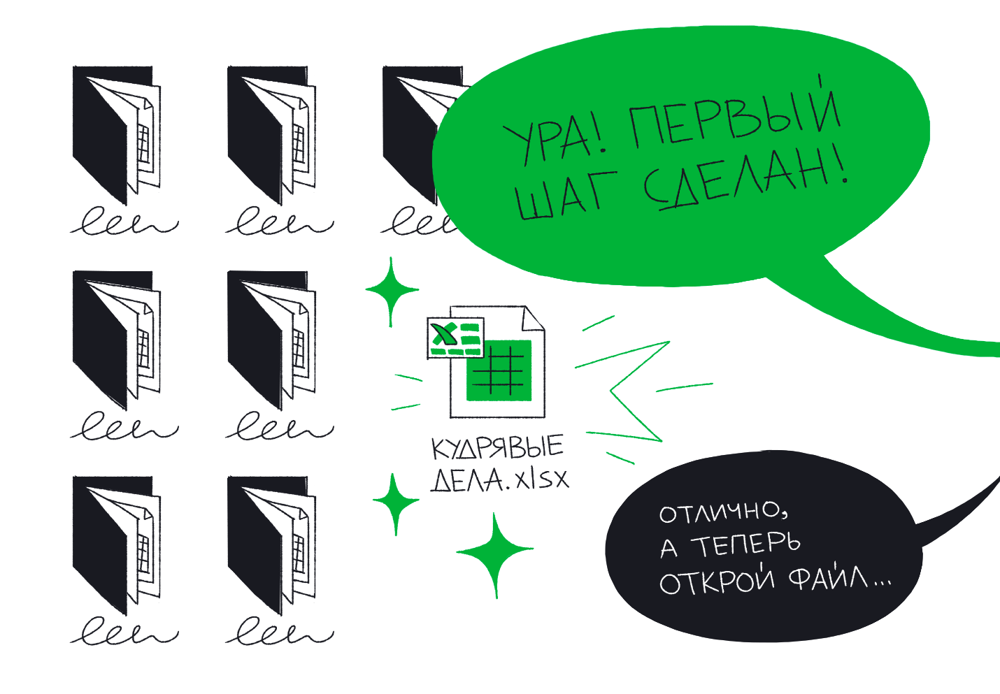 УРА! ПЕРВЫЙ
ШАГ СДЕЛАН!
КУДРЯВЫЕ
ДЕЛА.xlsx
ОТЛИЧНО,
А ТЕПЕРЬ
ОТКРОЙ ФАЙЛ...